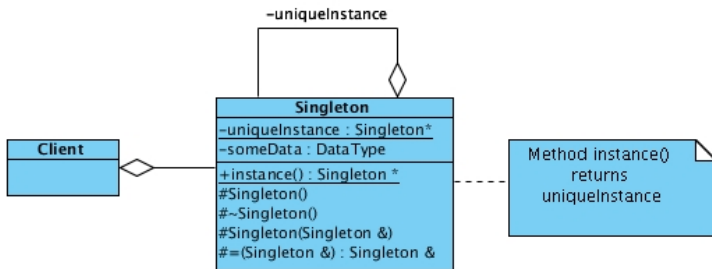 -uniqueInstance
Singleton
-uniqueInstance : Singleton*
-someData : DataType
+instance() : Singleton *
#Singleton()
#~Singleton()
#Singleton(Singleton &)
#=(Singleton &) : Singleton &
Client
Method instance()
returns
uniqueInstance